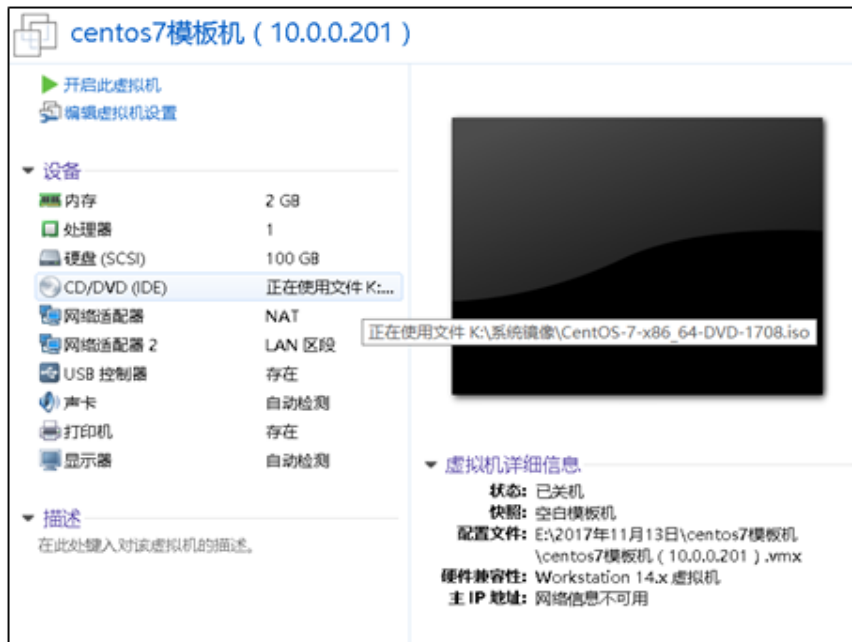 centos7模板机（10.0.0.201）
开启此虚拟机
编辑虚拟机设置
设备
内存 2 GB
处理器 1
硬盘 (SCSI) 100 GB
CD/DVD (IDE) 正在使用文件 K:...
网络适配器 NAT
正在使用文件 K:\系统镜像\CentOS-7-x86_64-DVD-1708.iso
网络适配器 2 LAN 区段
USB 控制器 存在
声卡 自动检测
打印机 存在
显示器 自动检测
描述
在此处键入对该虚拟机的描述。
虚拟机详细信息
状态: 已关机
快照: 空白模板机
配置文件: E:\2017年11月13日\centos7模板机
\centos7模板机（10.0.0.201）.vmx
硬件兼容性: Workstation 14.x 虚拟机
主 IP 地址: 网络信息不可用